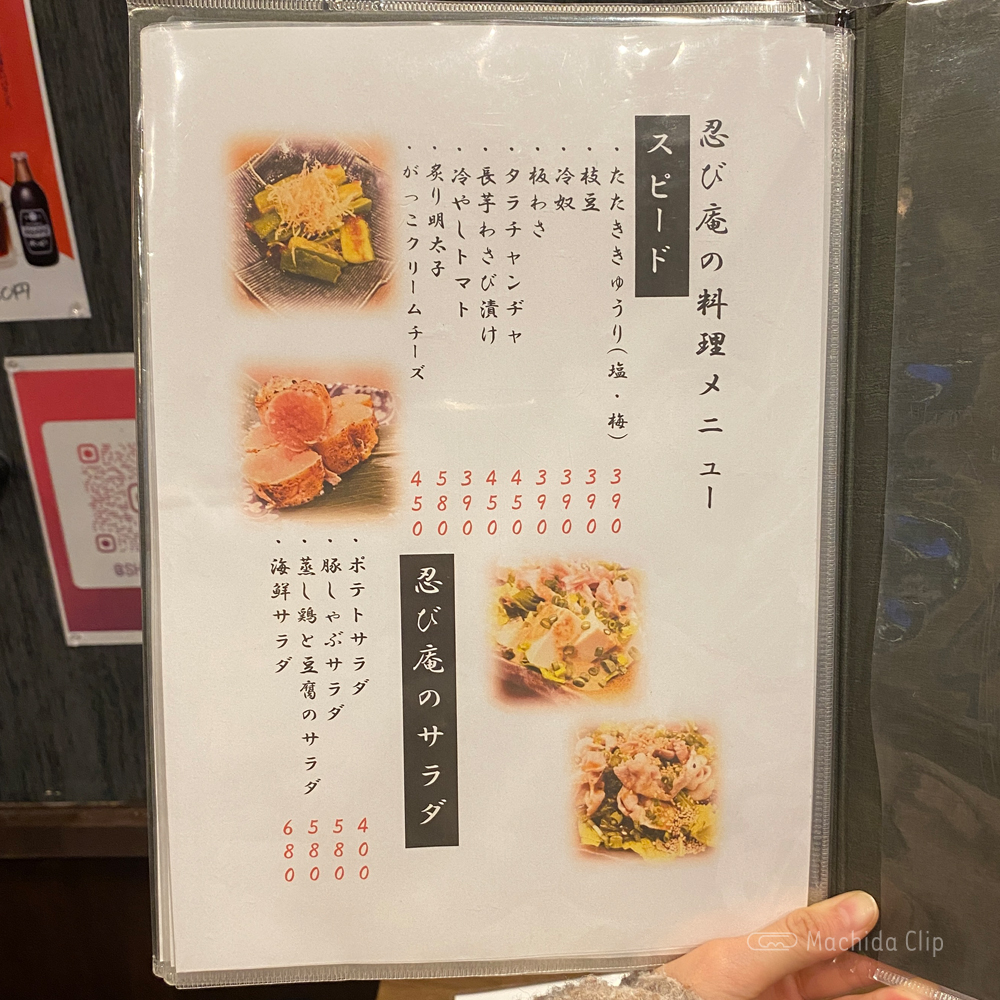 忍び庵の料理メニュー
スピード
・たたききゅうり(塩・梅) 390
・枝豆 390
・冷奴 390
・板わさ 390
・タラチャンヂャ 450
・長芋わさび漬け 450
・冷やしトマト 390
・炙り明太子 580
・がっこクリームチーズ 450
忍び庵のサラダ
・ポテトサラダ 400
・豚しゃぶサラダ 580
・蒸し鶏と豆腐のサラダ 580
・海鮮サラダ 680
Machida Clip